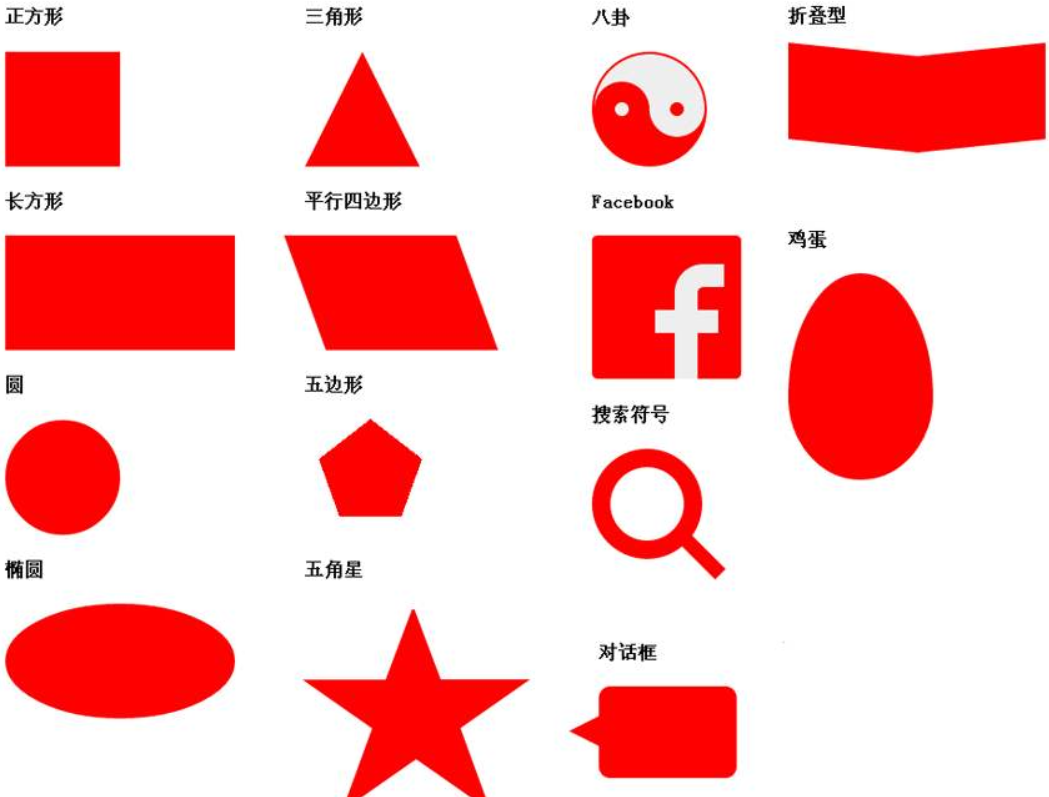 正方形
三角形
八卦
折叠型
长方形
平行四边形
Facebook
鸡蛋
圆
五边形
搜索符号
椭圆
五角星
对话框